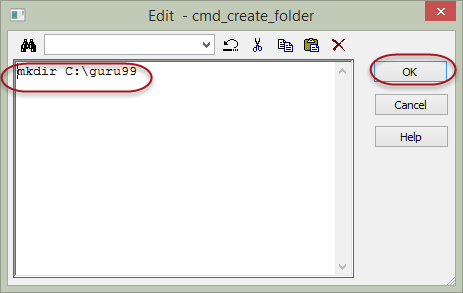 Edit - cmd_create_folder
mkdir C:\guru99
OK
Cancel
Help